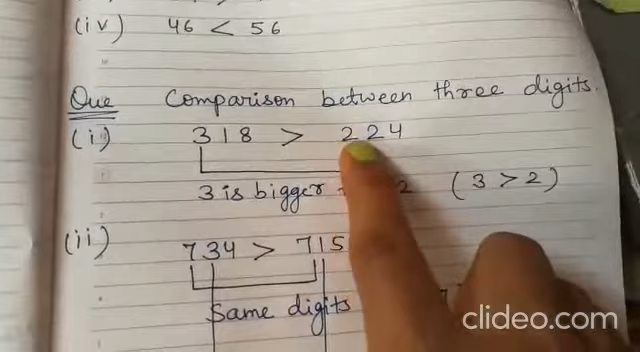 (iv) 46 < 56
Que Comparison between three digits.
(i) 318 > 224
3 is bigger 2 (3 > 2)
(ii) 734 > 715
Same digits
clideo.com